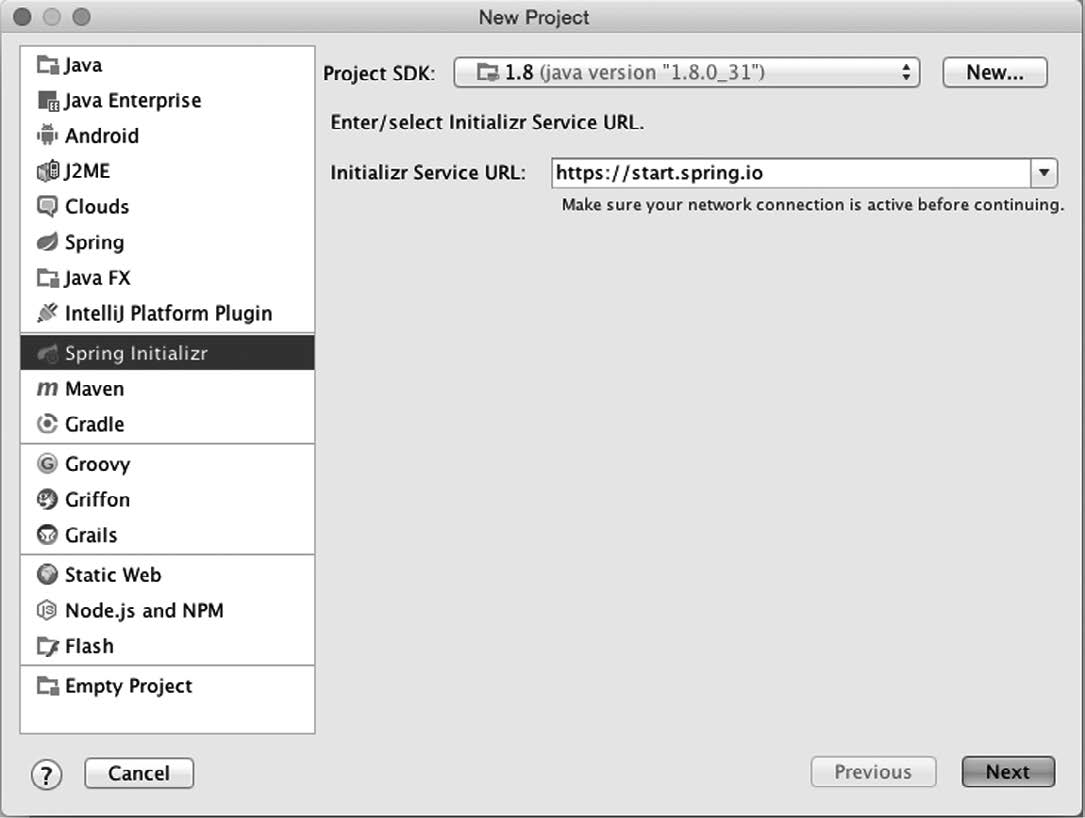 New Project
Java
Java Enterprise
Android
J2ME
Clouds
Spring
Java FX
IntelliJ Platform Plugin
Spring Initializr
m Maven
Gradle
G Groovy
Griffon
Grails
Static Web
JS Node.js and NPM
Flash
Empty Project
Project SDK: 1.8 (java version "1.8.0_31") New...
Enter/select Initializr Service URL.
Initializr Service URL: https://start.spring.io
Make sure your network connection is active before continuing.
? Cancel Previous Next